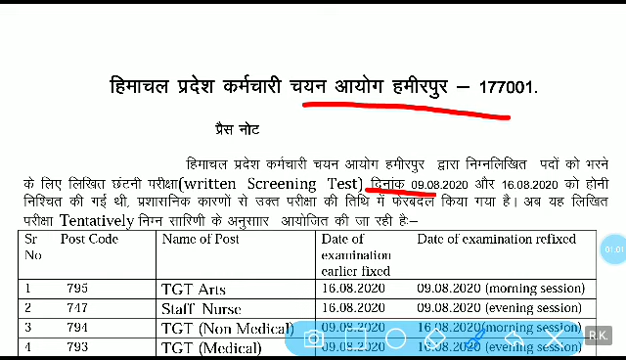 हिमाचल प्रदेश कर्मचारी चयन आयोग हमीरपुर – 177001.
प्रैस नोट
हिमाचल प्रदेश कर्मचारी चयन आयोग हमीरपुर द्वारा निम्नलिखित पदों को भरने
के लिए लिखित छंटनी परीक्षा(written Screening Test) दिनांक 09.08.2020 और 16.08.2020 को होनी
निश्चित की गई थी, प्रशासनिक कारणों से उक्त परीक्षा की तिथि में फेरबदल किया गया है। अब यह लिखित
परीक्षा Tentatively निम्न सारिणी के अनुसार आयोजित की जा रही है:–
Sr No Post Code Name of Post Date of examination earlier fixed Date of examination refixed
1 795 TGT Arts 16.08.2020 09.08.2020 (morning session)
2 747 Staff Nurse 16.08.2020 09.08.2020 (evening session)
3 794 TGT (Non Medical) 09.08.2020 16.08.2020 (morning session)
4 793 TGT (Medical) 09.08.2020 16.08.2020 (evening session)
01:01
R.K.